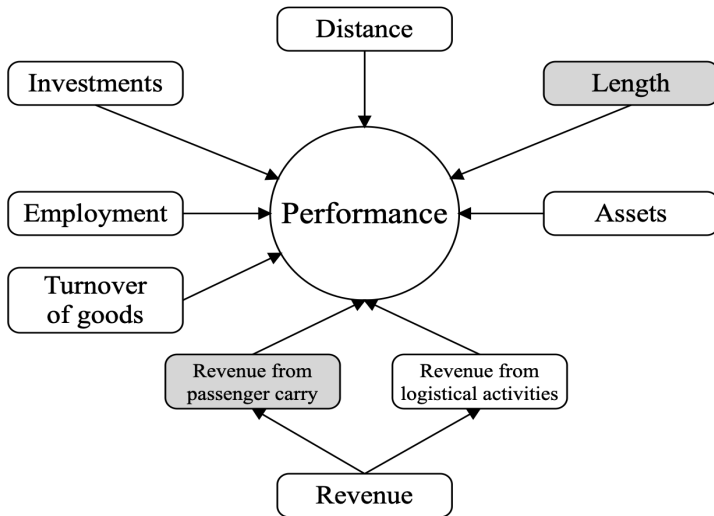 Distance
Investments
Length
Employment
Performance
Assets
Turnover
of goods
Revenue from
passenger carry
Revenue from
logistical activities
Revenue